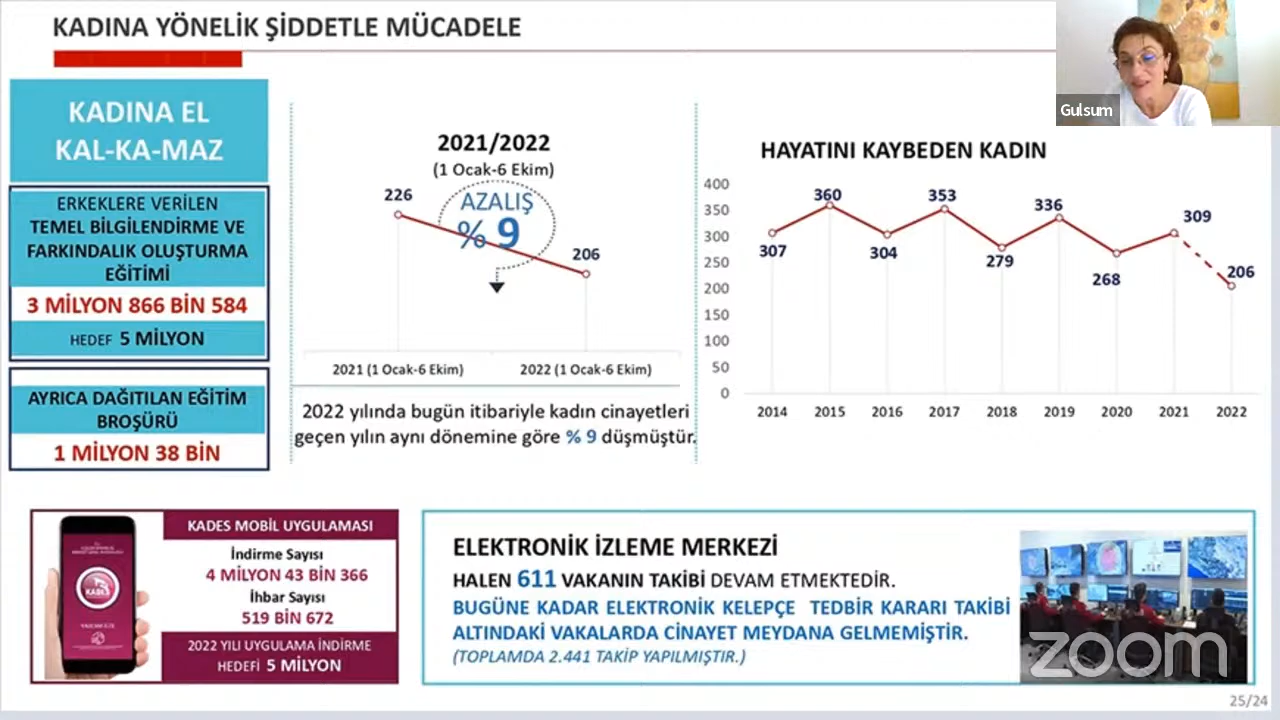 KADINA YÖNELİK ŞİDDETLE MÜCADELE
Gulsum
KADINA EL
KAL-KA-MAZ
ERKEKLERE VERİLEN
TEMEL BİLGİLENDİRME VE
FARKINDALIK OLUŞTURMA
EĞİTİMİ
3 MİLYON 866 BİN 584
HEDEF 5 MİLYON
AYRICA DAĞITILAN EĞİTİM
BROŞÜRÜ
1 MİLYON 38 BİN
2021/2022
(1 Ocak-6 Ekim)
226
AZALIŞ
% 9
206
2021 (1 Ocak-6 Ekim)
2022 (1 Ocak-6 Ekim)
2022 yılında bugün itibariyle kadın cinayetleri
geçen yılın aynı dönemine göre % 9 düşmüştür.
HAYATINI KAYBEDEN KADIN
400
350
300
250
200
150
100
50
0
307
360
304
353
279
336
268
309
206
2014 2015 2016 2017 2018 2019 2020 2021 2022
KADES MOBİL UYGULAMASI
İndirme Sayısı
4 MİLYON 43 BİN 366
İhbar Sayısı
519 BİN 672
2022 YILI UYGULAMA İNDİRME
HEDEFİ 5 MİLYON
KADES
ELEKTRONİK İZLEME MERKEZİ
HALEN 611 VAKANIN TAKİBİ DEVAM ETMEKTEDİR.
BUGÜNE KADAR ELEKTRONİK KELEPÇE TEDBİR KARARI TAKİBİ
ALTINDAKİ VAKALARDA CİNAYET MEYDANA GELMEMİŞTİR.
(TOPLAMDA 2.441 TAKİP YAPILMIŞTIR.)
zoom
25/24